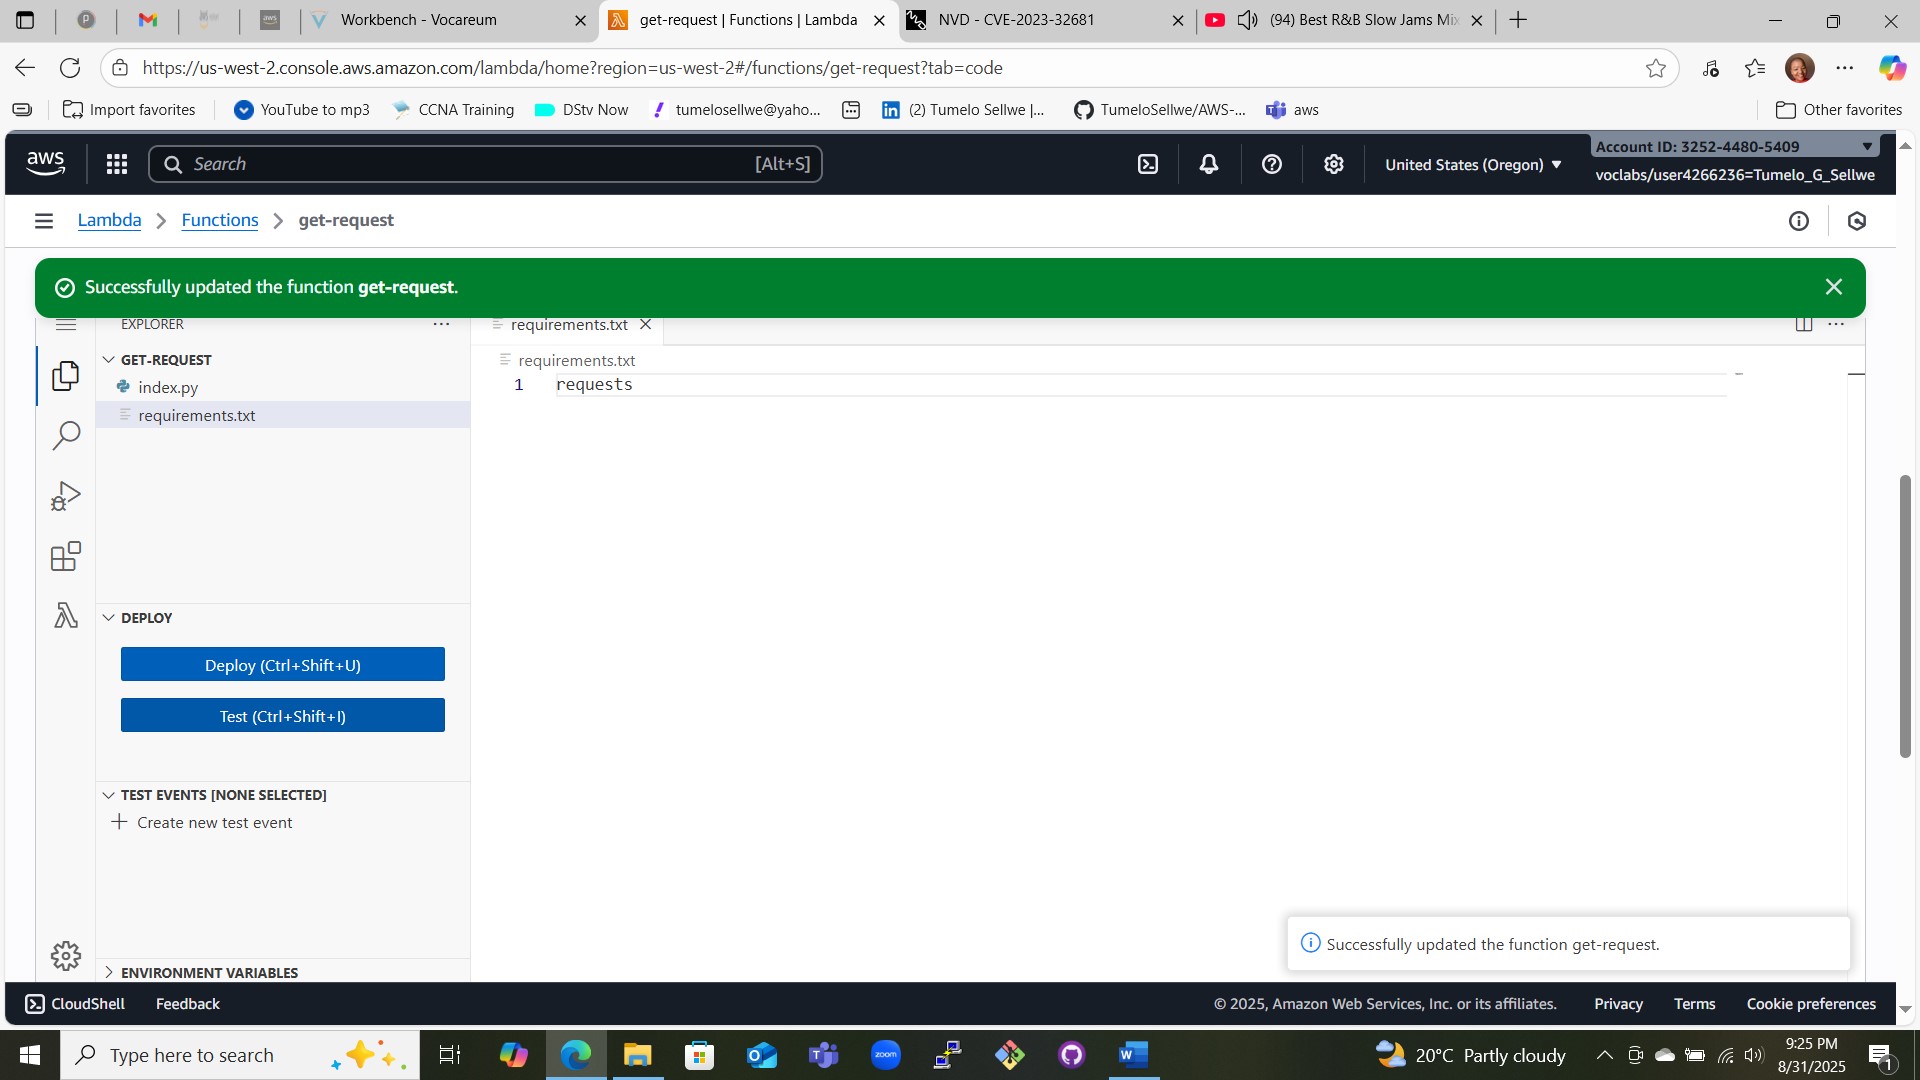 Workbench - Vocareum
get-request | Functions | Lambda
NVD - CVE-2023-32681
(94) Best R&B Slow Jams Mix
https://us-west-2.console.aws.amazon.com/lambda/home?region=us-west-2#/functions/get-request?tab=code
Import favorites
YouTube to mp3
CCNA Training
DStv Now
tumelosellwe@yaho...
(2) Tumelo Sellwe |...
TumeloSellwe/AWS-...
aws
Other favorites
aws
Search
[Alt+S]
United States (Oregon)
Account ID: 3252-4480-5409
voclabs/user4266236=Tumelo_G_Sellwe
Lambda
Functions
get-request
Successfully updated the function get-request.
EXPLORER
requirements.txt
GET-REQUEST
index.py
requirements.txt
requirements.txt
1 requests
DEPLOY
Deploy (Ctrl+Shift+U)
Test (Ctrl+Shift+I)
TEST EVENTS [NONE SELECTED]
Create new test event
ENVIRONMENT VARIABLES
Successfully updated the function get-request.
CloudShell
Feedback
© 2025, Amazon Web Services, Inc. or its affiliates.
Privacy
Terms
Cookie preferences
Type here to search
zoom
20°C Partly cloudy
9:25 PM
8/31/2025
1